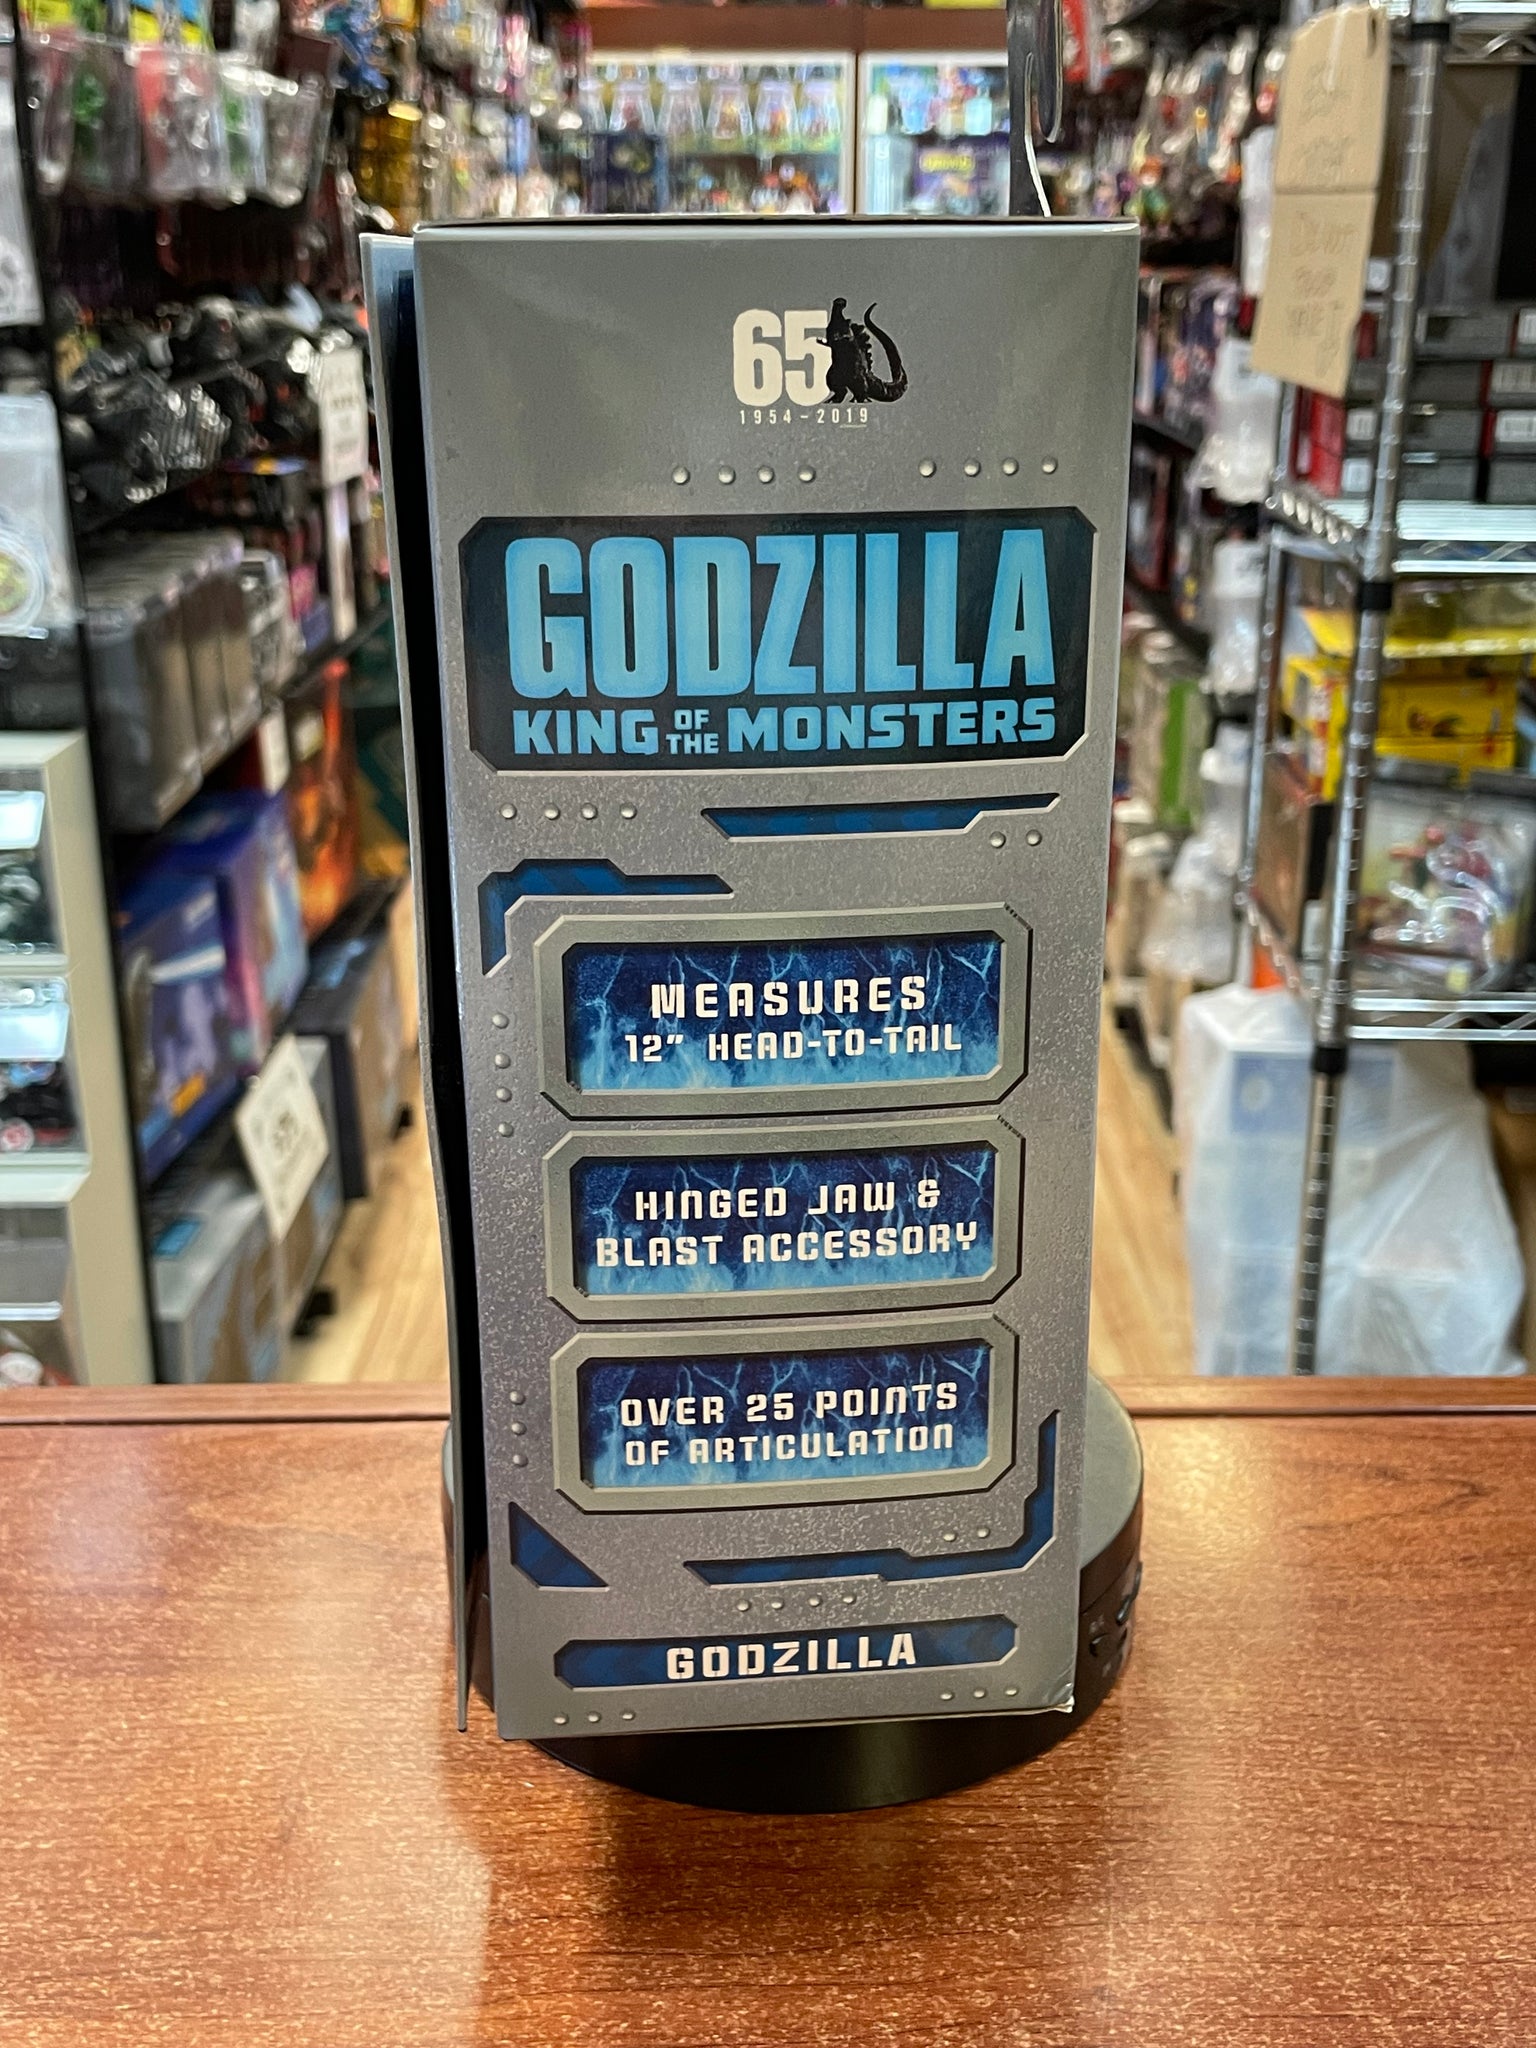 65
1954-2019
GODZILLA
KING OF THE MONSTERS
MEASURES
12" HEAD-TO-TAIL
HINGED JAW &
BLAST ACCESSORY
OVER 25 POINTS
OF ARTICULATION
GODZILLA